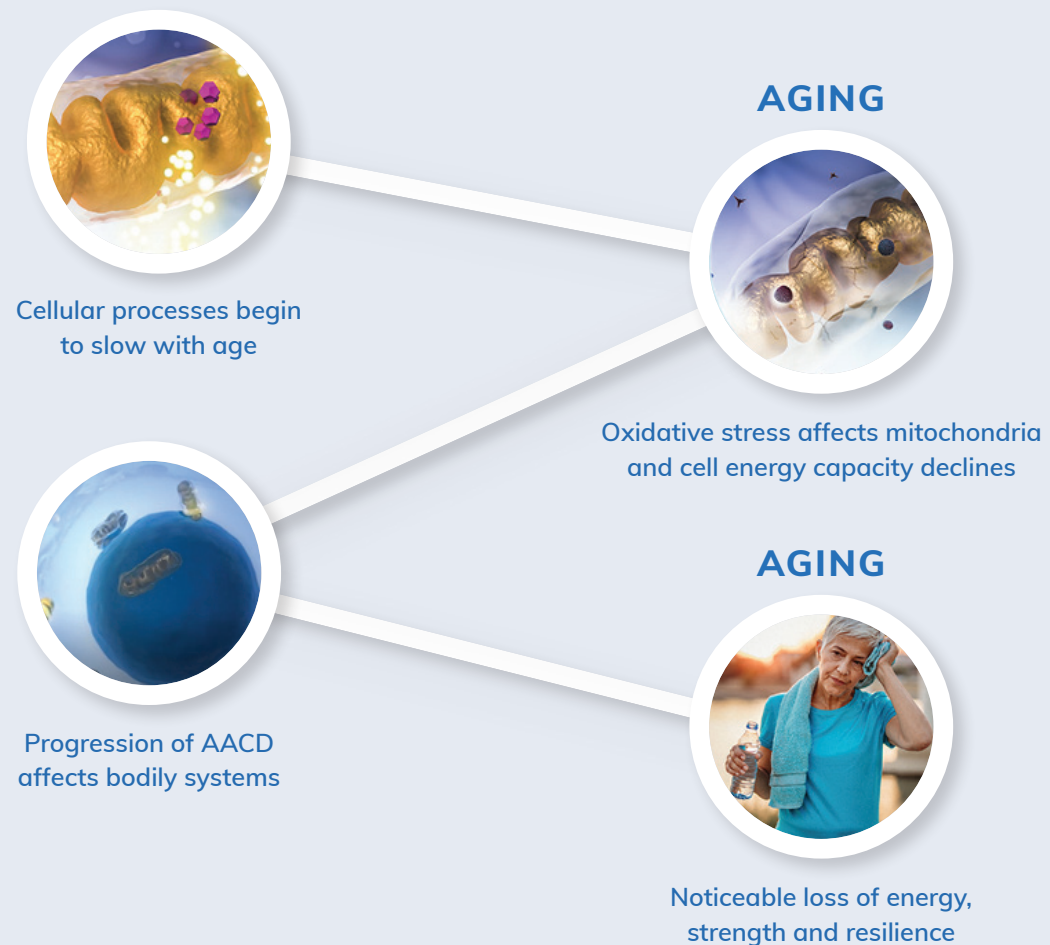 Cellular processes begin
to slow with age
AGING
Oxidative stress affects mitochondria
and cell energy capacity declines
Progression of AACD
affects bodily systems
AGING
Noticeable loss of energy,
strength and resilience